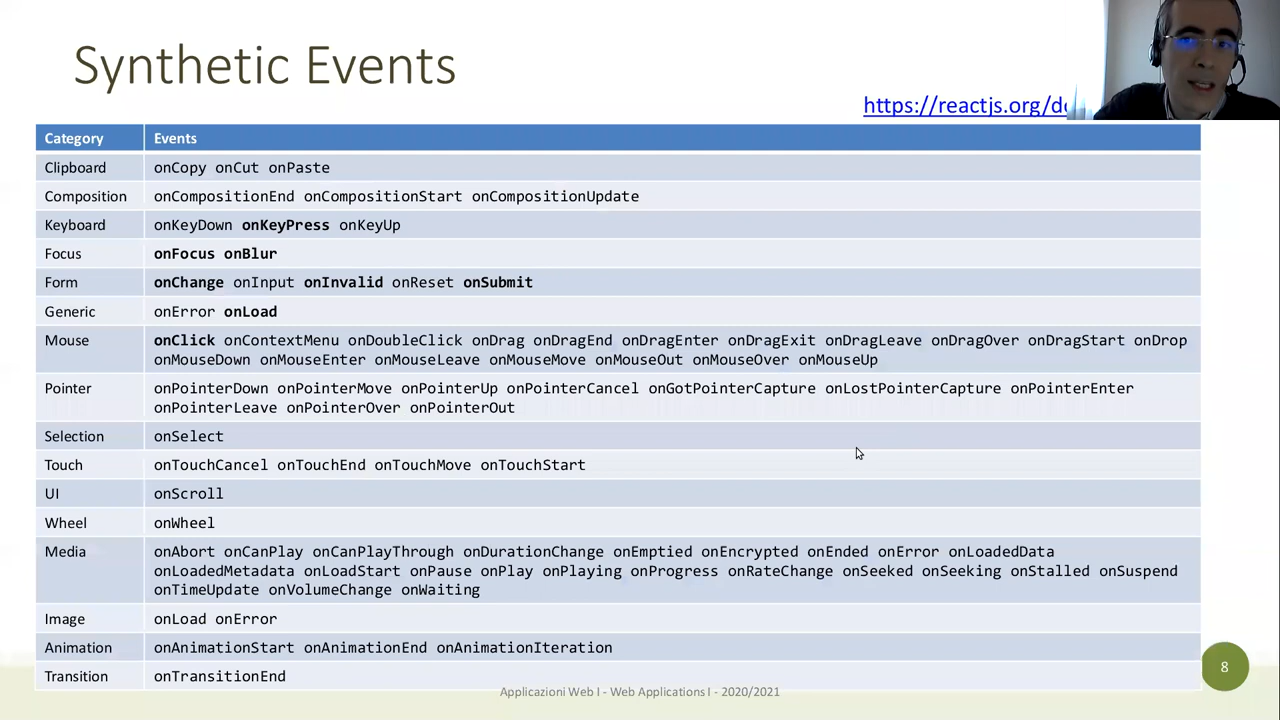 Synthetic Events
https://reactjs.org/do
Category Events
Clipboard onCopy onCut onPaste
Composition onCompositionEnd onCompositionStart onCompositionUpdate
Keyboard onKeyDown onKeyPress onKeyUp
Focus onFocus onBlur
Form onChange onInput onInvalid onReset onSubmit
Generic onError onLoad
Mouse onClick onContextMenu onDoubleClick onDrag onDragEnd onDragEnter onDragExit onDragLeave onDragOver onDragStart onDrop
onMouseDown onMouseEnter onMouseLeave onMouseMove onMouseOut onMouseOver onMouseUp
Pointer onPointerDown onPointerMove onPointerUp onPointerCancel onGotPointerCapture onLostPointerCapture onPointerEnter
onPointerLeave onPointerOver onPointerOut
Selection onSelect
Touch onTouchCancel onTouchEnd onTouchMove onTouchStart
UI onScroll
Wheel onWheel
Media onAbort onCanPlay onCanPlayThrough onDurationChange onEmptied onEncrypted onEnded onError onLoadedData
onLoadedMetadata onLoadStart onPause onPlay onPlaying onProgress onRateChange onSeeked onSeeking onStalled onSuspend
onTimeUpdate onVolumeChange onWaiting
Image onLoad onError
Animation onAnimationStart onAnimationEnd onAnimationIteration
Transition onTransitionEnd
8
Applicazioni Web I - Web Applications I - 2020/2021